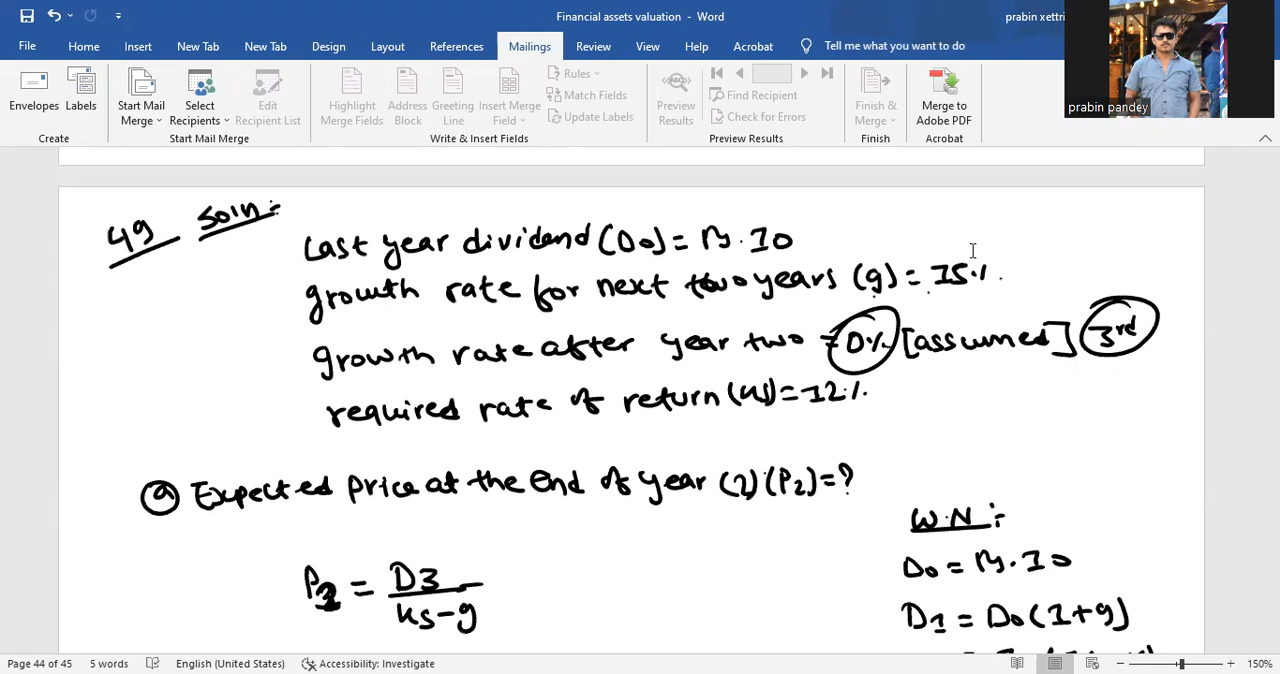 Financial assets valuation - Word
prabin xettri
File Home Insert New Tab New Tab Design Layout References Mailings Review View Help Acrobat Tell me what you want to do
Envelopes Labels
Create
Start Mail Merge Select Recipients Edit Recipient List
Start Mail Merge
Highlight Merge Fields Address Block Greeting Line Insert Merge Field
Rules
Match Fields
Update Labels
Write & Insert Fields
Preview Results
Find Recipient
Check for Errors
Preview Results
Finish & Merge
Finish
Merge to Adobe PDF
Acrobat
prabin pandey
49 Soln:-
Last year dividend (D0) = Rs. 10
growth rate for next two years (g) = 15%.
growth rate after year two = 0% [assumed] 3rd
required rate of return (ks) = 12%.
(a) Expected price at the End of year (2) (P2) = ?
P2 = D3
ks - g
W.N :-
D0 = Rs. 10
D1 = D0 (1+g)
Page 44 of 45 5 words English (United States) Accessibility: Investigate 150%